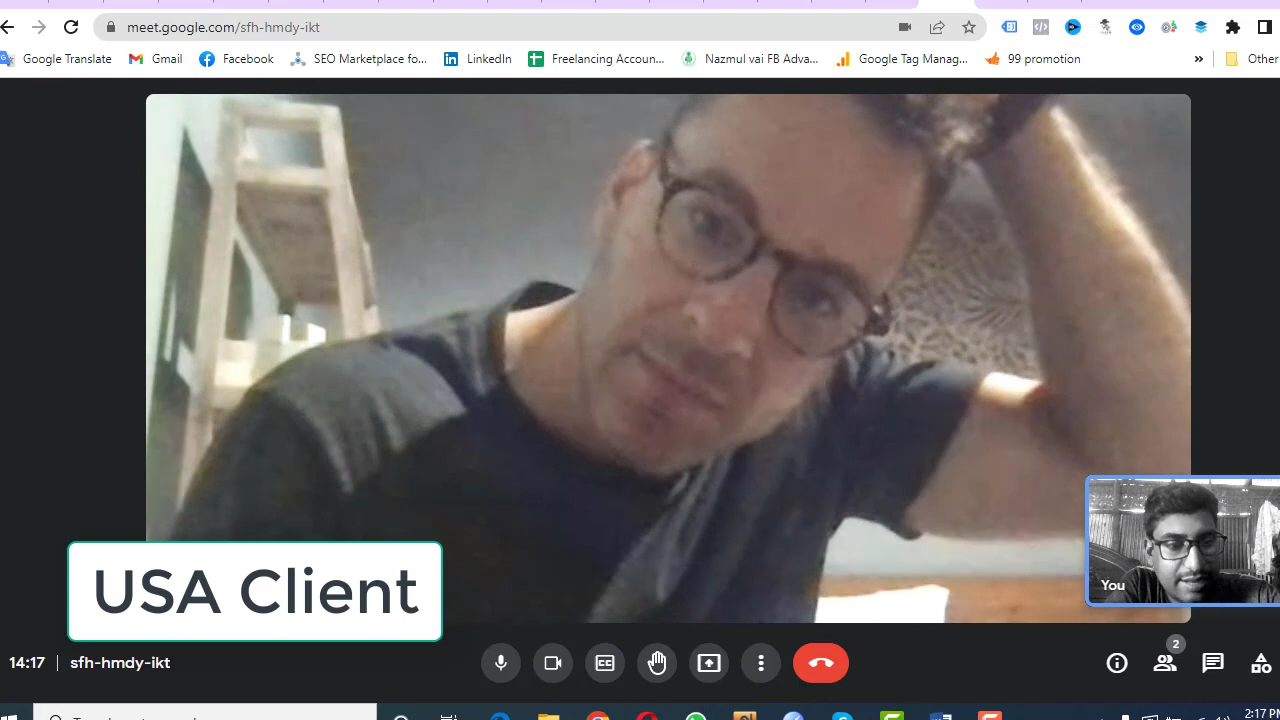 meet.google.com/sfh-hmdy-ikt
Google Translate Gmail Facebook SEO Marketplace fo... LinkedIn Freelancing Accoun... Nazmul vai FB Adva... Google Tag Manag... 99 promotion » Other
You
USA Client
2
14:17 | sfh-hmdy-ikt
2:17 PM